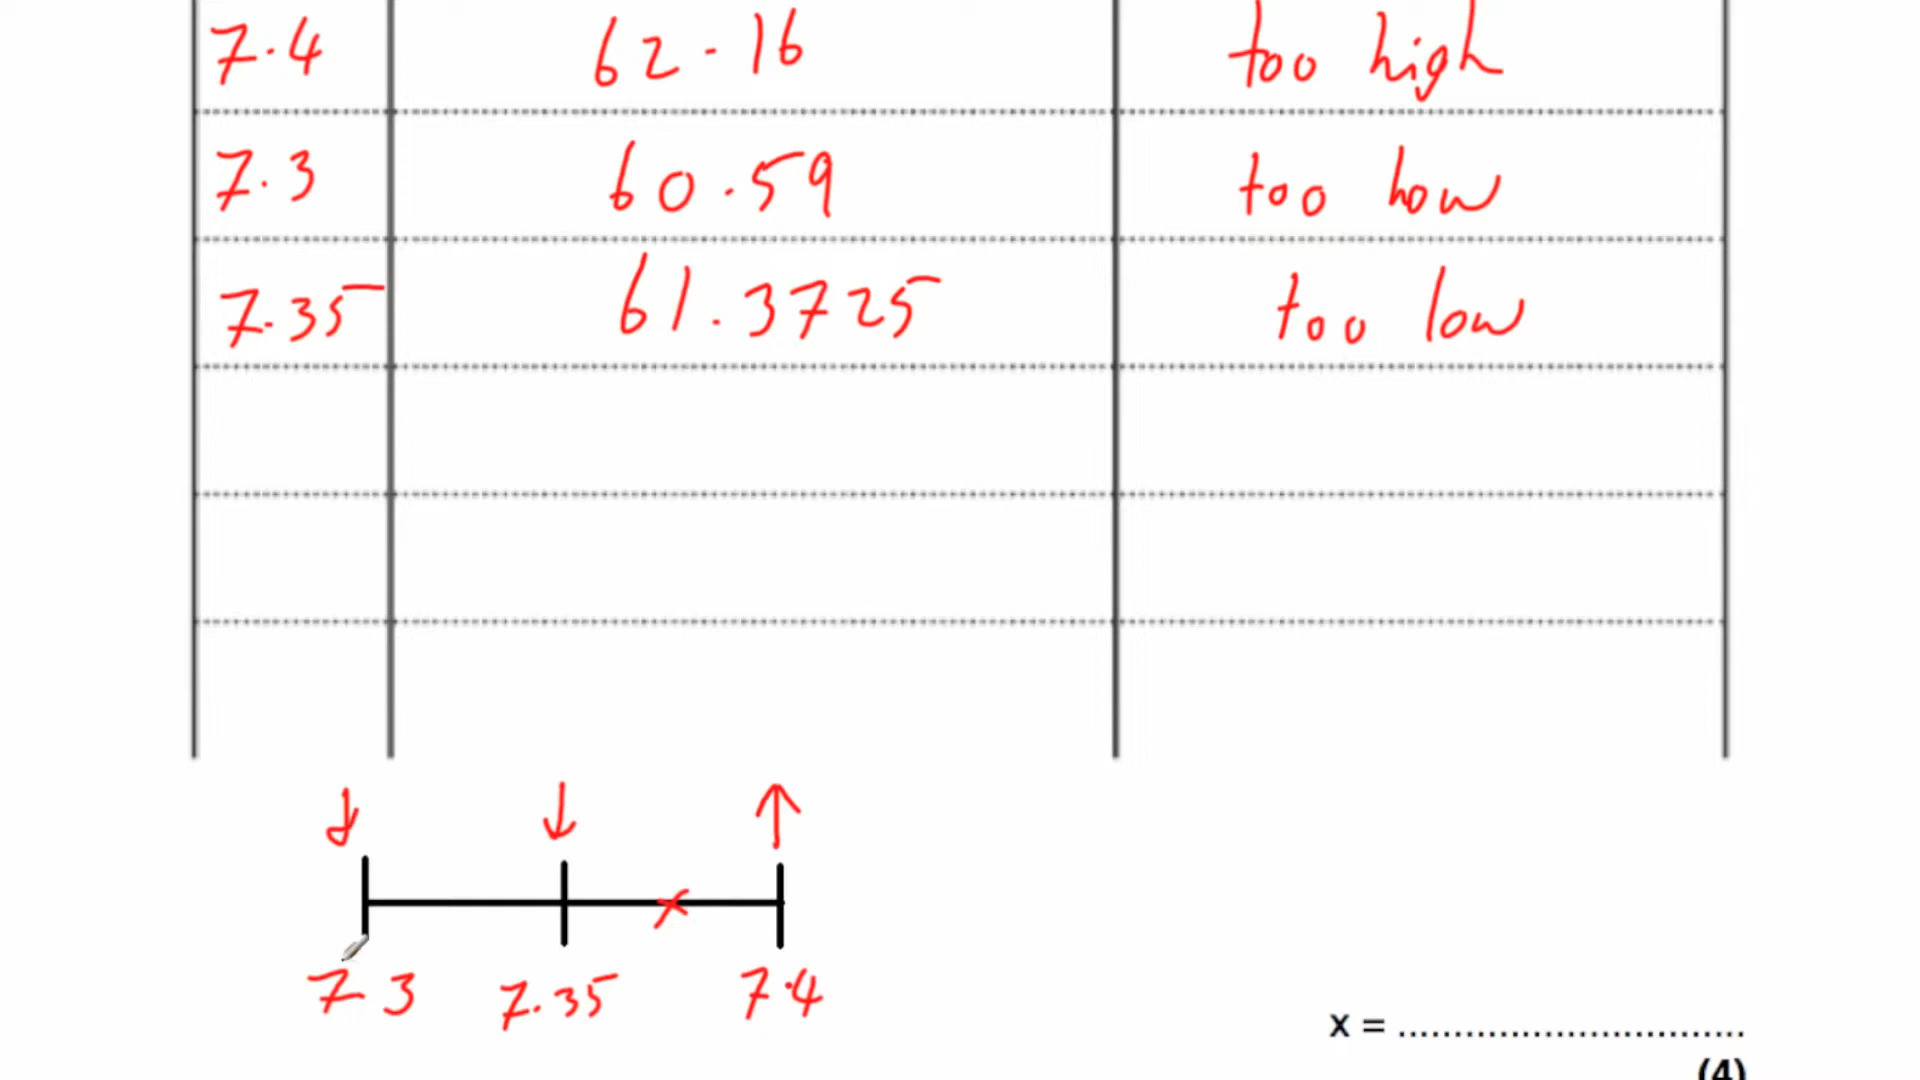 7.4 62.16 too high
7.3 60.59 too low
7.35 61.3725 too low
7.3 7.35 7.4
x = ................................
(4)